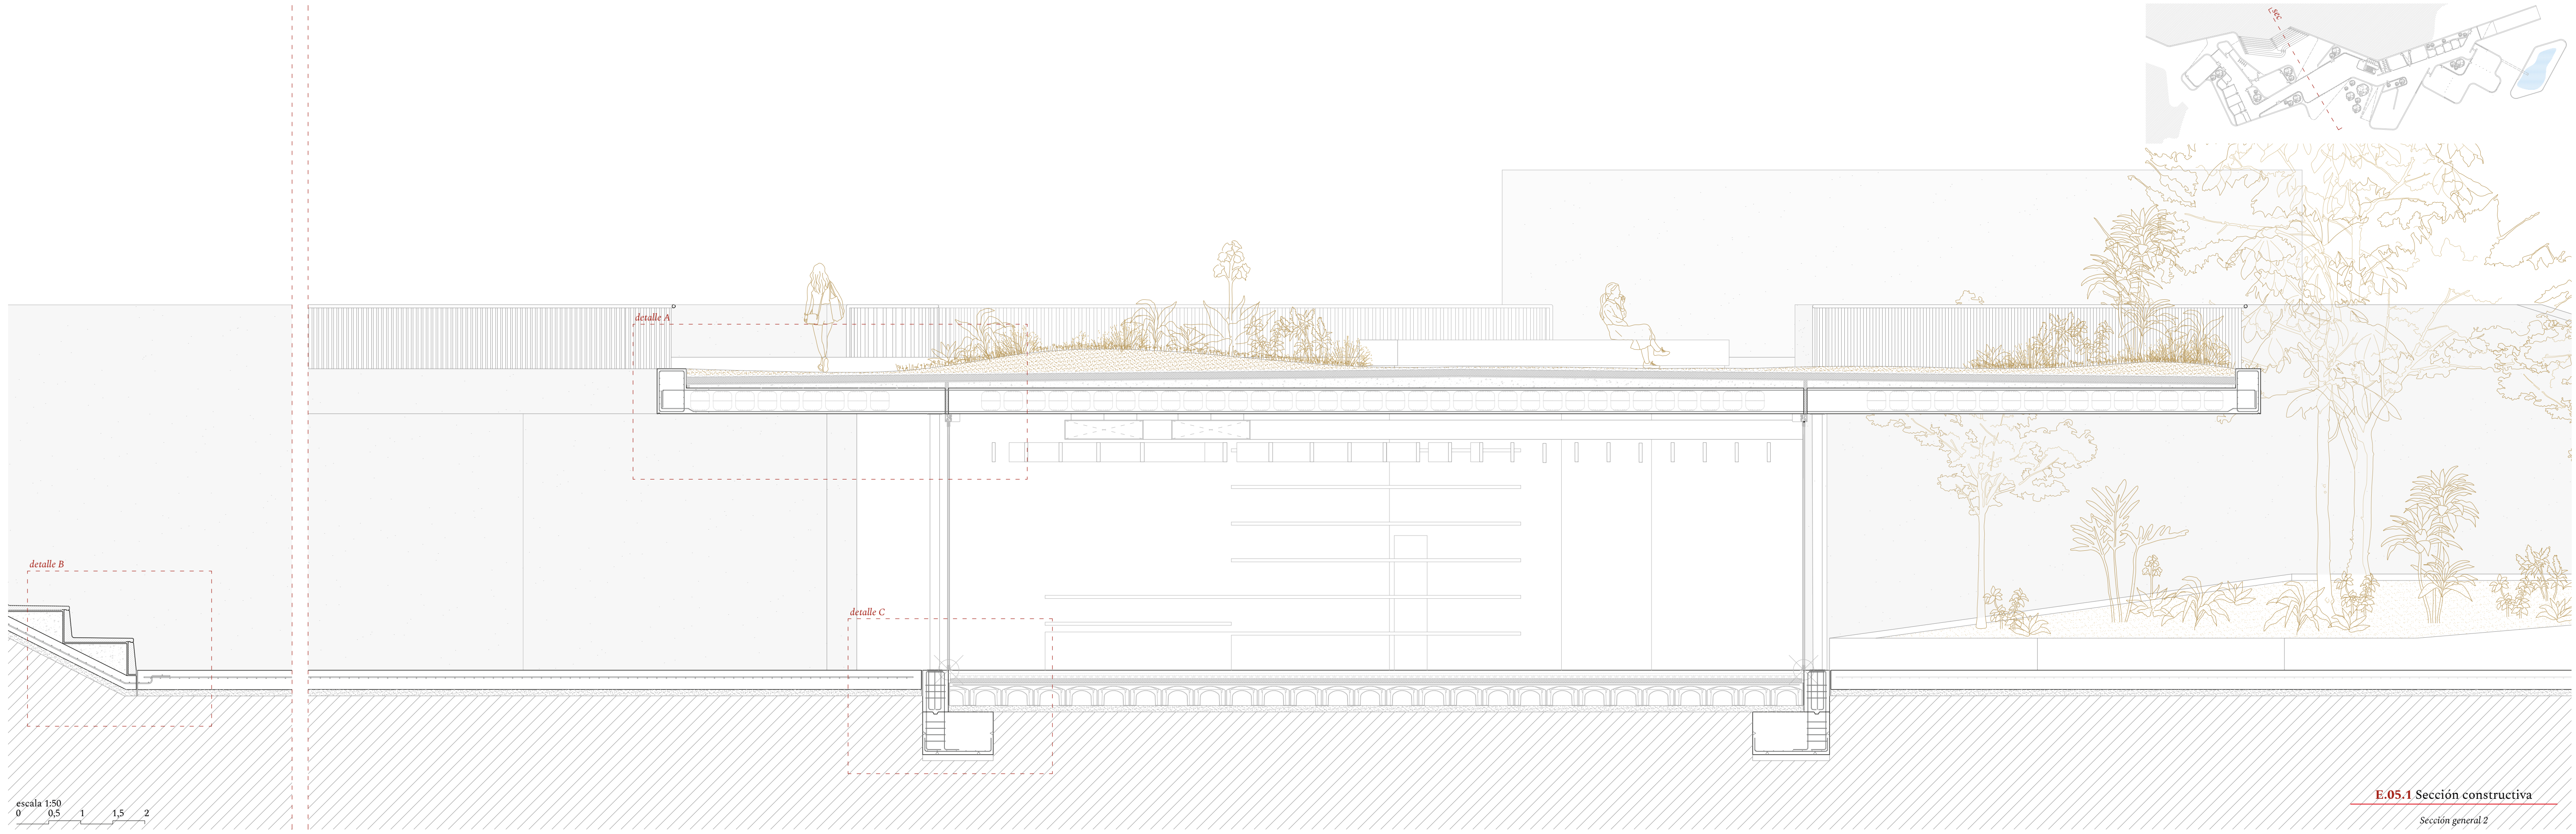 sec
detalle A
detalle B
detalle C
escala 1:50
0 0,5 1 1,5 2
E.05.1 Sección constructiva
Sección general 2